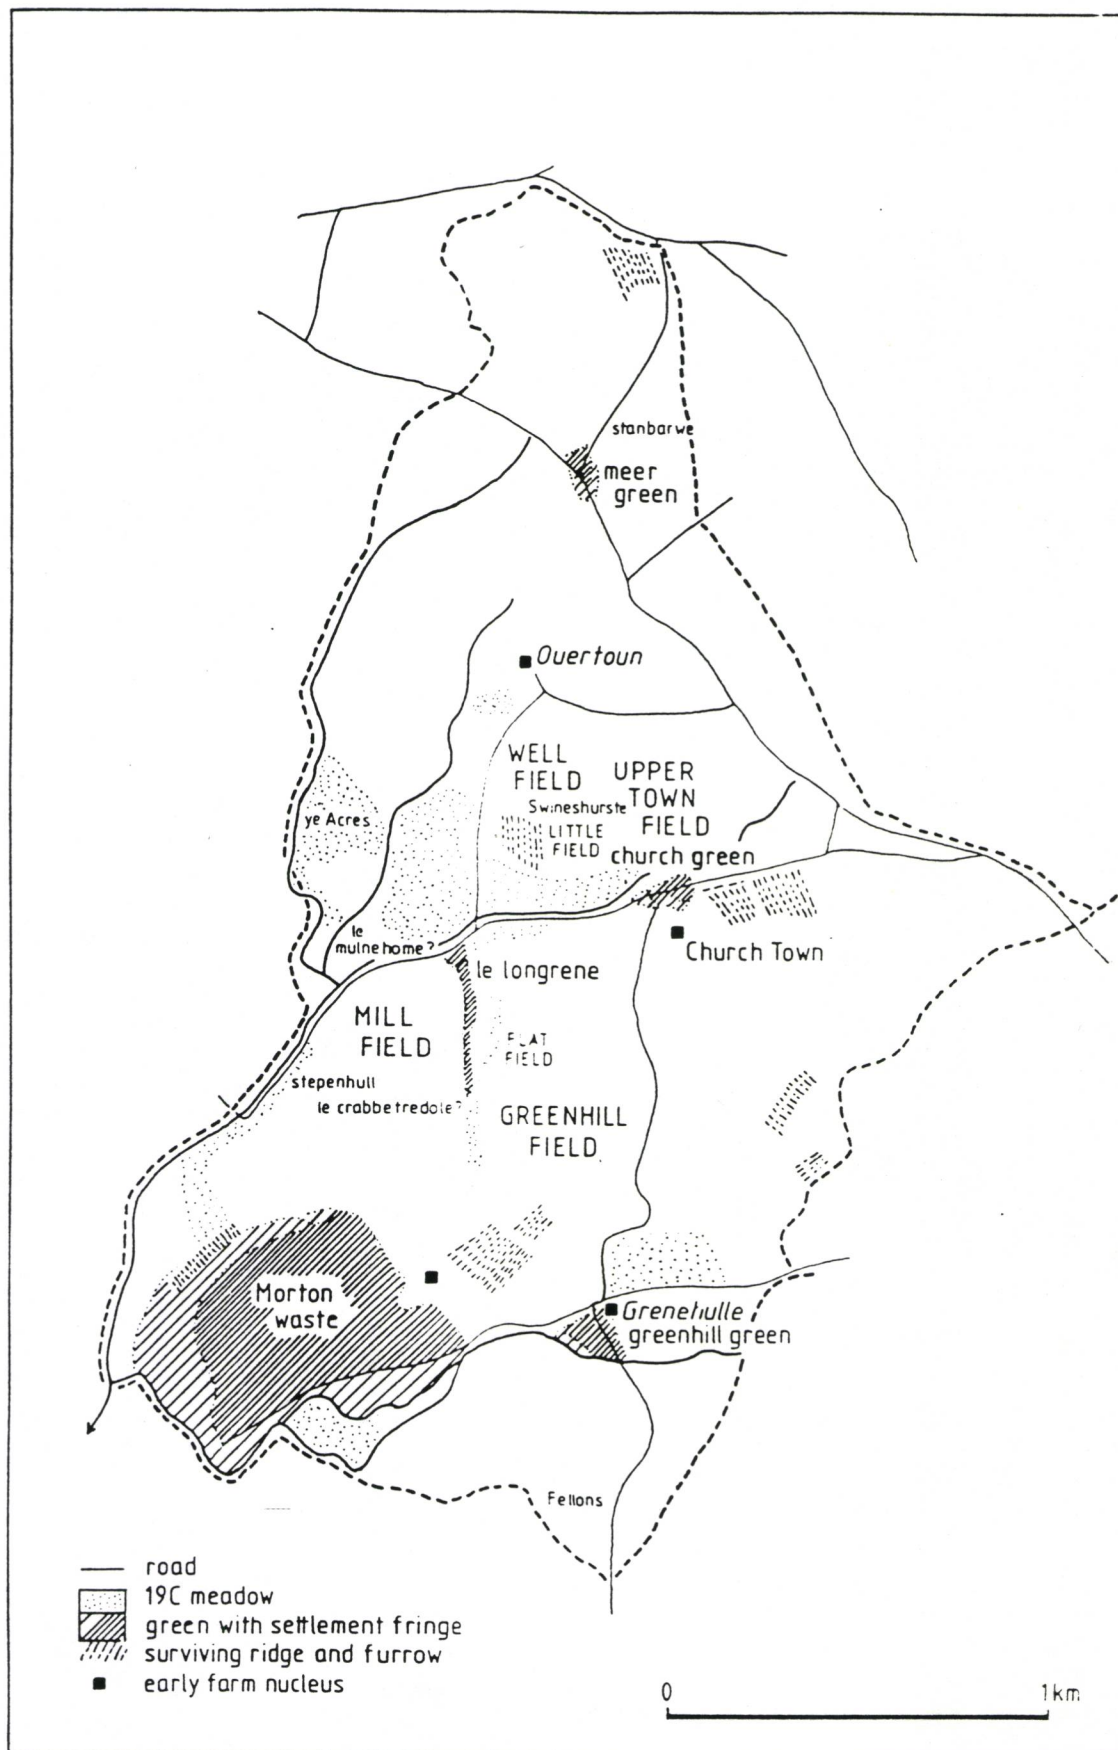 stanbarwe
meer
green
Ouertoun
WELL
FIELD
UPPER
TOWN
FIELD
Swineshurste
LITTLE
FIELD
church green
ye Acres
le
mulnehome?
Church Town
le longrene
MILL
FIELD
FLAT
FIELD
stepenhull
le crabbetredole?
GREENHILL
FIELD
Morton
waste
Grenehulle
greenhill green
Fellons
road
19C meadow
green with settlement fringe
surviving ridge and furrow
early farm nucleus
0 1km